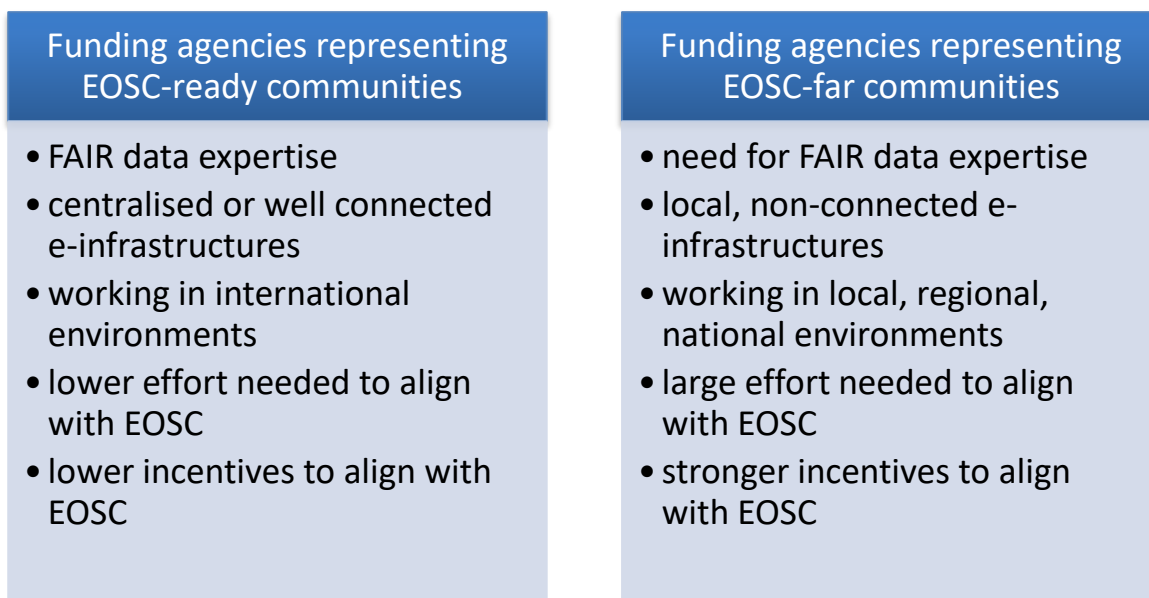 Funding agencies representing
EOSC-ready communities
• FAIR data expertise
• centralised or well connected
e-infrastructures
• working in international
environments
• lower effort needed to align
with EOSC
• lower incentives to align with
EOSC
Funding agencies representing
EOSC-far communities
• need for FAIR data expertise
• local, non-connected e-
infrastructures
• working in local, regional,
national environments
• large effort needed to align
with EOSC
• stronger incentives to align
with EOSC